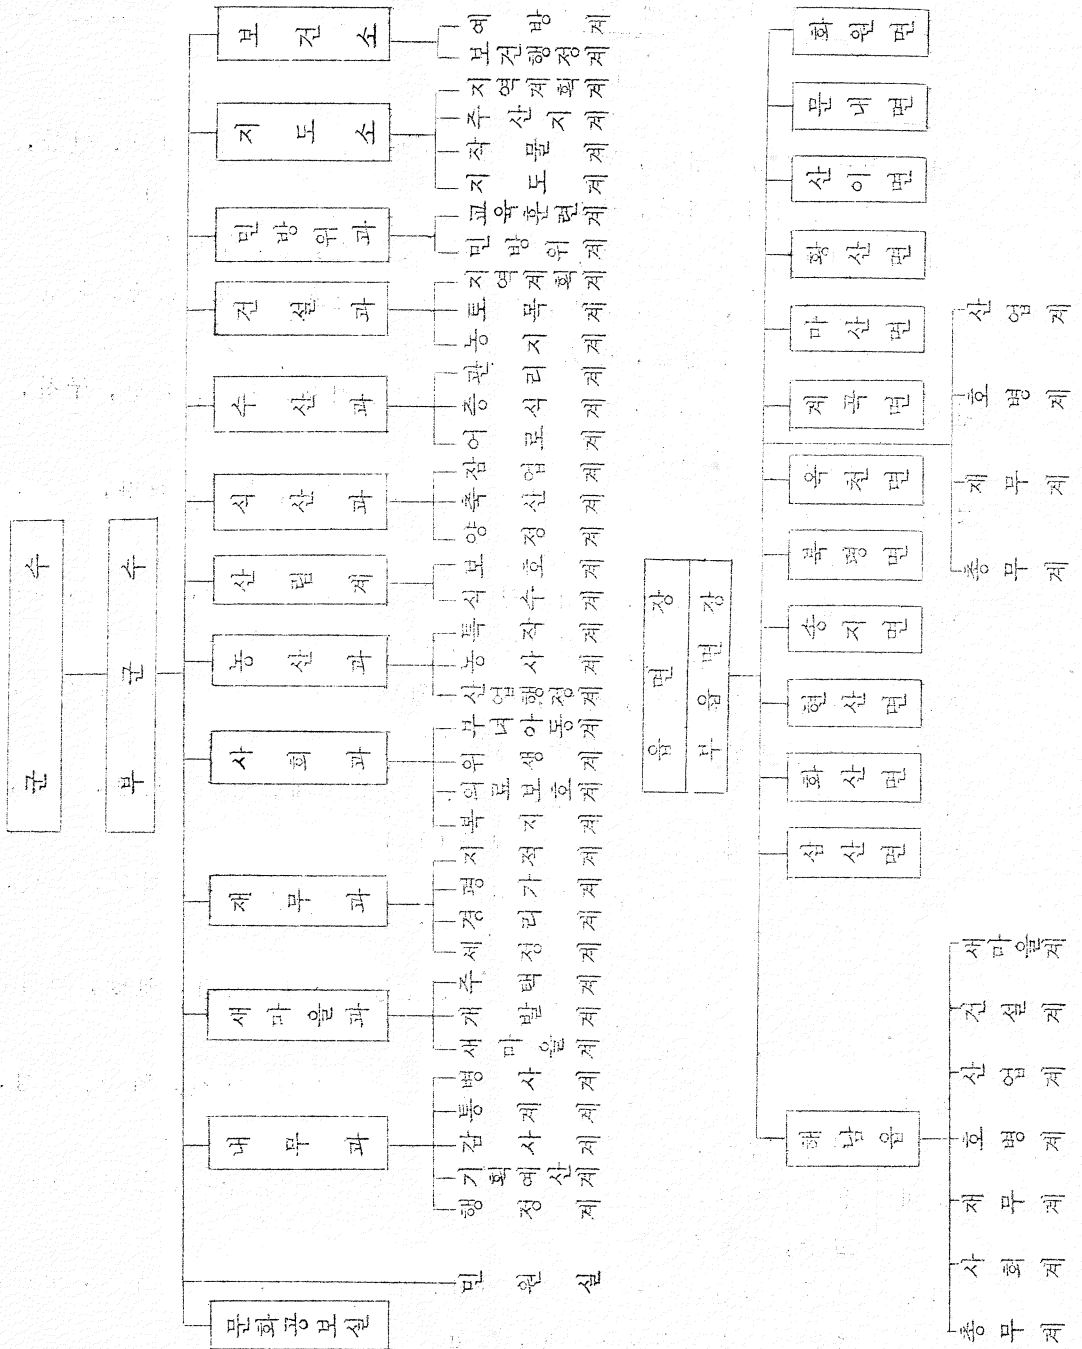 군수
부군수
문화공보실
민원실
내무과
새마을과
재무과
사회과
농산과
산림계
식산과
수산과
건설과
민방위과
지도소
보건소
행정계
기획예산계
감사계
통계계
병사계
새마을계
개발계
주택계
세정계
경리계
평가계
지적계
복지계
의료보호계
위생계
부녀아동계
산업행정계
농사계
특작계
식수계
보호계
양정계
축산계
잠업계
어로계
증식계
관리계
농지계
토목계
지역계획계
민방위계
교육훈련계
지도계
작물계
주산지계
지역계획계
보건행정계
예방계
읍면장
부읍면장
해남읍
삼산면
화산면
현산면
송지면
북평면
옥천면
계곡면
마산면
황산면
산이면
문내면
화원면
총무계
사회계
재무계
호병계
산업계
건설계
새마을계
총무계
재무계
호병계
산업계